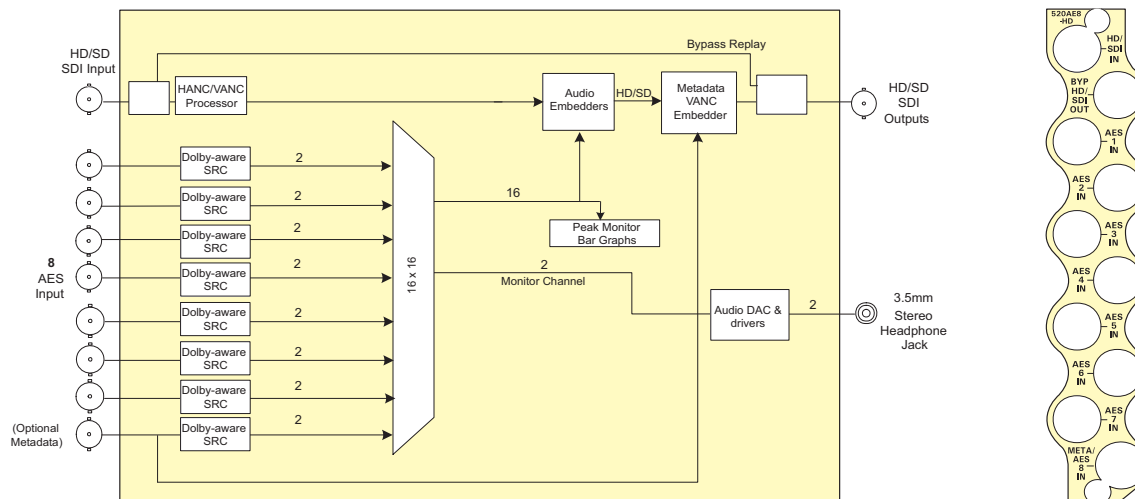 HD/SD
SDI Input
HANC/VANC
Processor
Bypass Replay
Audio
Embedders
HD/SD
Metadata
VANC
Embedder
HD/SD
SDI
Outputs
Dolby-aware
SRC
2
Dolby-aware
SRC
2
Dolby-aware
SRC
2
Dolby-aware
SRC
2
Dolby-aware
SRC
2
Dolby-aware
SRC
2
Dolby-aware
SRC
2
Dolby-aware
SRC
2
8
AES
Input
(Optional
Metadata)
16 x 16
16
Peak Monitor
Bar Graphs
2
Monitor Channel
Audio DAC &
drivers
2
3.5mm
Stereo
Headphone
Jack
520AE8
-HD
HD/
SDI
IN
BYP
HD/
SDI
OUT
AES
1
IN
AES
2
IN
AES
3
IN
AES
4
IN
AES
5
IN
AES
6
IN
AES
7
IN
META/
AES
8
IN